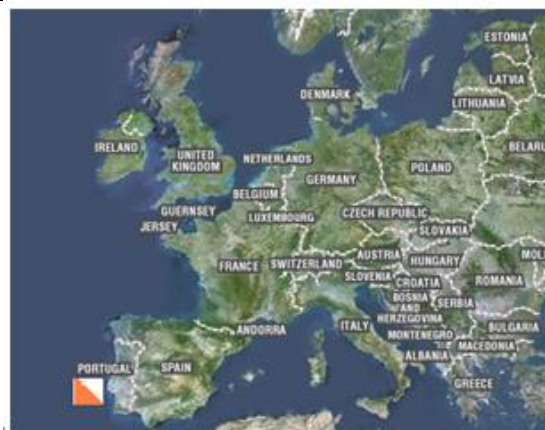 ESTONIA
LATVIA
DENMARK
LITHUANIA
IRELAND
UNITED
KINGDOM
NETHERLANDS
BELARU
POLAND
GERMANY
BELGIUM
GUERNSEY
LUXEMBOURG
CZECH REPUBLIC
JERSEY
SLOVAKIA
AUSTRIA
HUNGARY
MOL
FRANCE
SWITZERLAND
SLOVENIA
CROATIA
ROMANIA
BOSNIA
AND
HERZEGOVINA
SERBIA
ANDORRA
ITALY
BULGARIA
MONTENEGRO
MACEDONIA
ALBANIA
PORTUGAL
SPAIN
GREECE